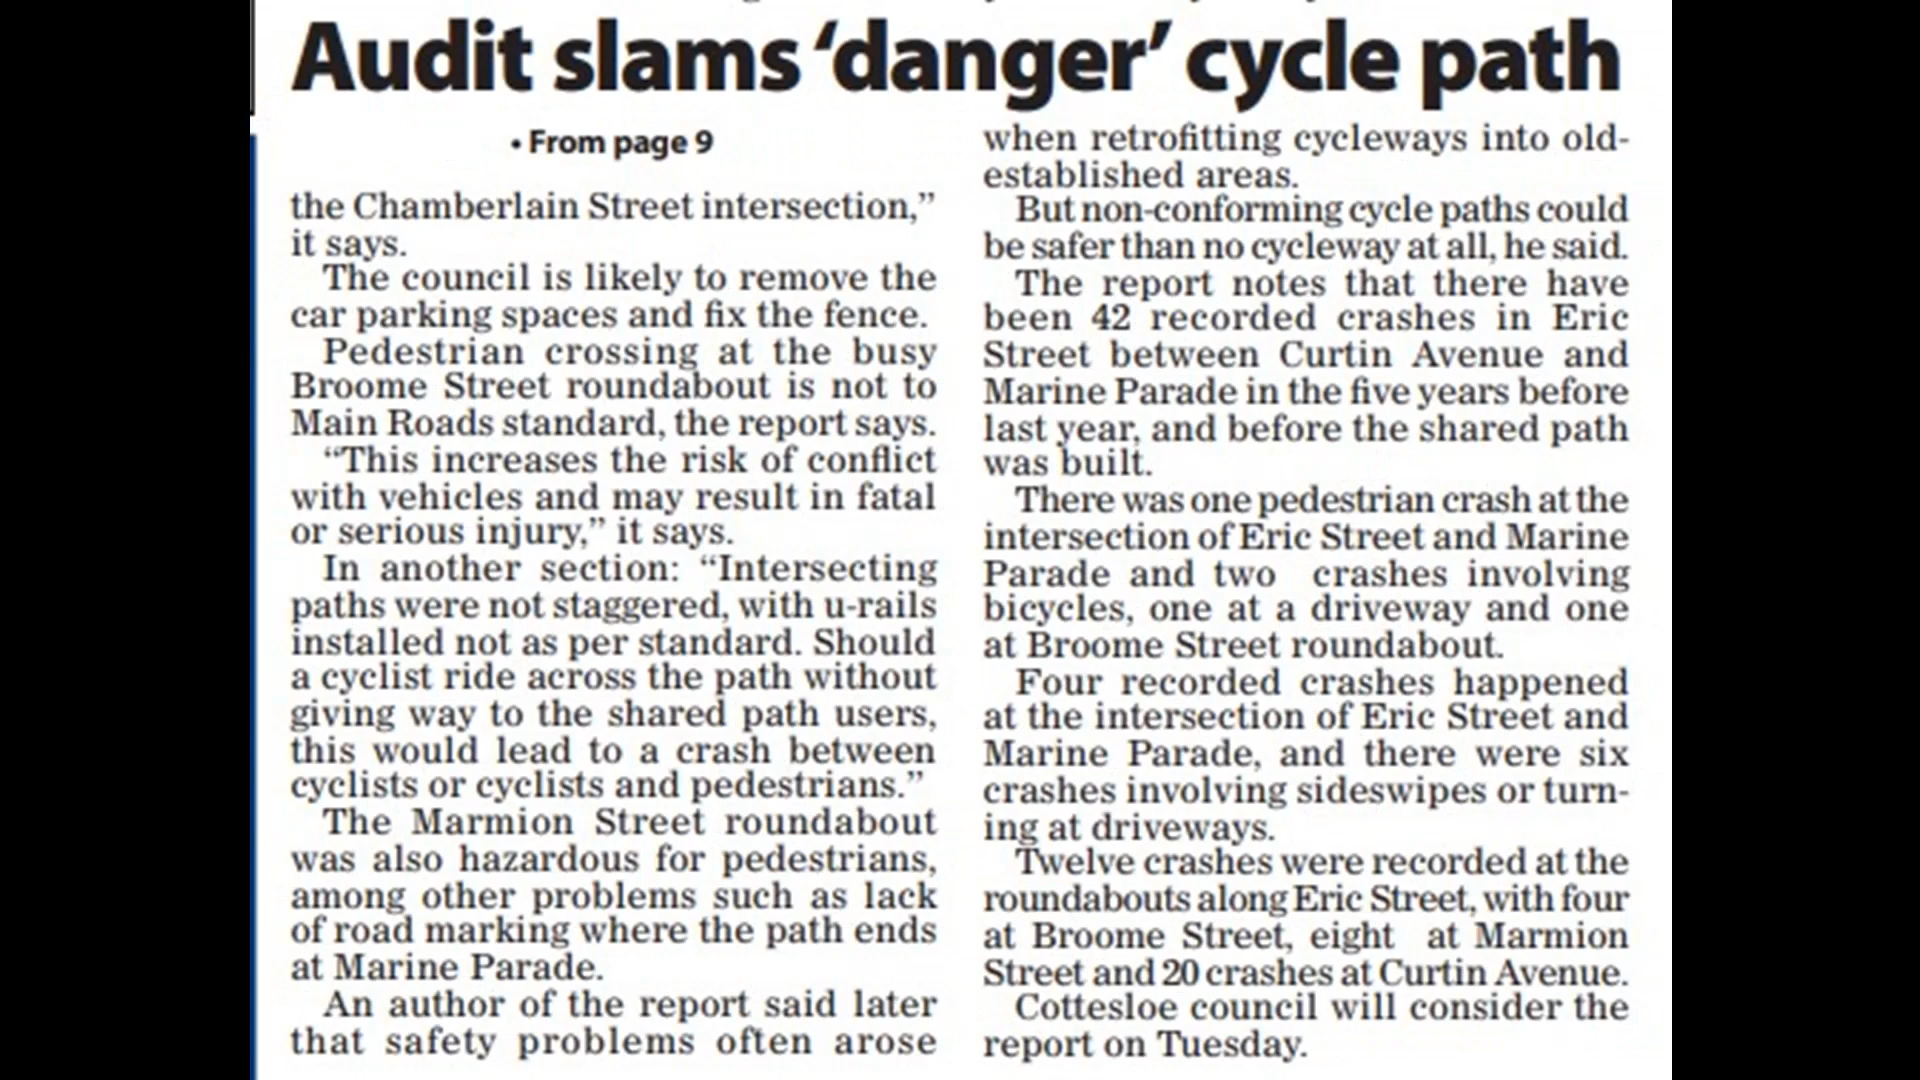 Audit slams ‘danger’ cycle path
• From page 9
the Chamberlain Street intersection,”
it says.
The council is likely to remove the
car parking spaces and fix the fence.
Pedestrian crossing at the busy
Broome Street roundabout is not to
Main Roads standard, the report says.
“This increases the risk of conflict
with vehicles and may result in fatal
or serious injury,” it says.
In another section: “Intersecting
paths were not staggered, with u-rails
installed not as per standard. Should
a cyclist ride across the path without
giving way to the shared path users,
this would lead to a crash between
cyclists or cyclists and pedestrians.”
The Marmion Street roundabout
was also hazardous for pedestrians,
among other problems such as lack
of road marking where the path ends
at Marine Parade.
An author of the report said later
that safety problems often arose
when retrofitting cycleways into old-
established areas.
But non-conforming cycle paths could
be safer than no cycleway at all, he said.
The report notes that there have
been 42 recorded crashes in Eric
Street between Curtin Avenue and
Marine Parade in the five years before
last year, and before the shared path
was built.
There was one pedestrian crash at the
intersection of Eric Street and Marine
Parade and two crashes involving
bicycles, one at a driveway and one
at Broome Street roundabout.
Four recorded crashes happened
at the intersection of Eric Street and
Marine Parade, and there were six
crashes involving sideswipes or turn-
ing at driveways.
Twelve crashes were recorded at the
roundabouts along Eric Street, with four
at Broome Street, eight at Marmion
Street and 20 crashes at Curtin Avenue.
Cottesloe council will consider the
report on Tuesday.